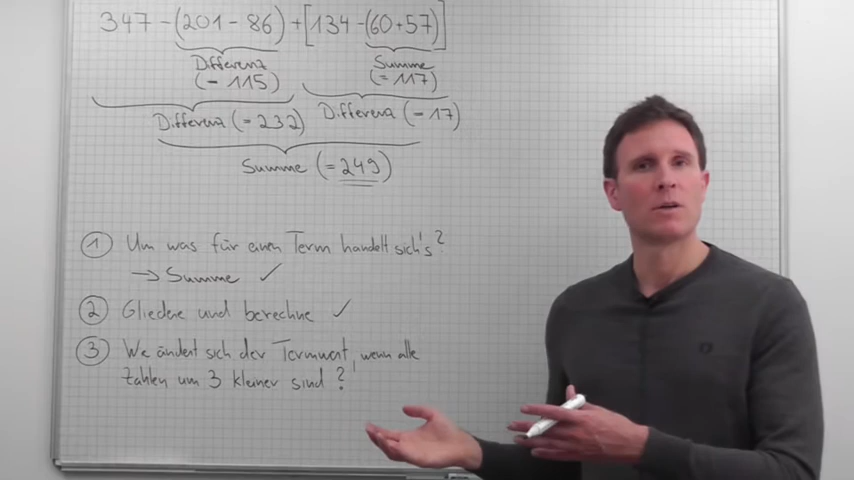 347 - (201 - 86) + [134 - (60 + 57)]
Differenz Summe
(= 115) (= 117)
Differenz (= 232) Differenz (= 17)
Summe (= 249)
① Um was für einen Term handelt sich's?
→ Summe ✓
② Gliedere und berechne ✓
③ Wie ändert sich der Termwert, wenn alle
Zahlen um 3 kleiner sind?